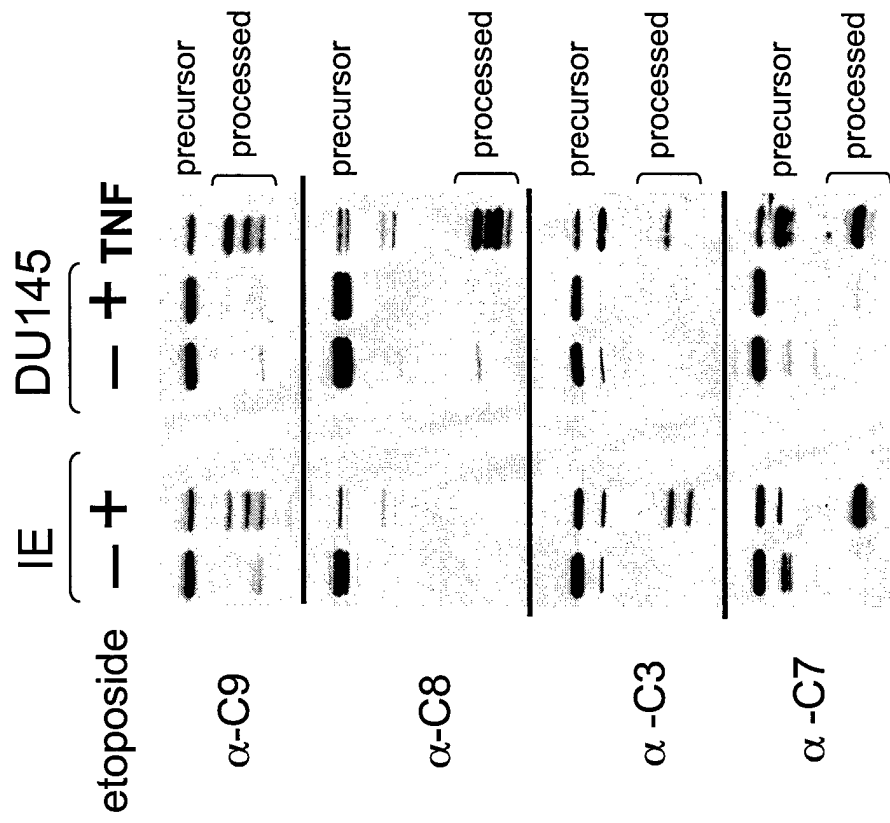 IE DU145
etoposide − + − + TNF
α-C9 precursor
processed
α-C8 precursor
processed
α -C3 precursor
processed
α -C7 precursor
processed